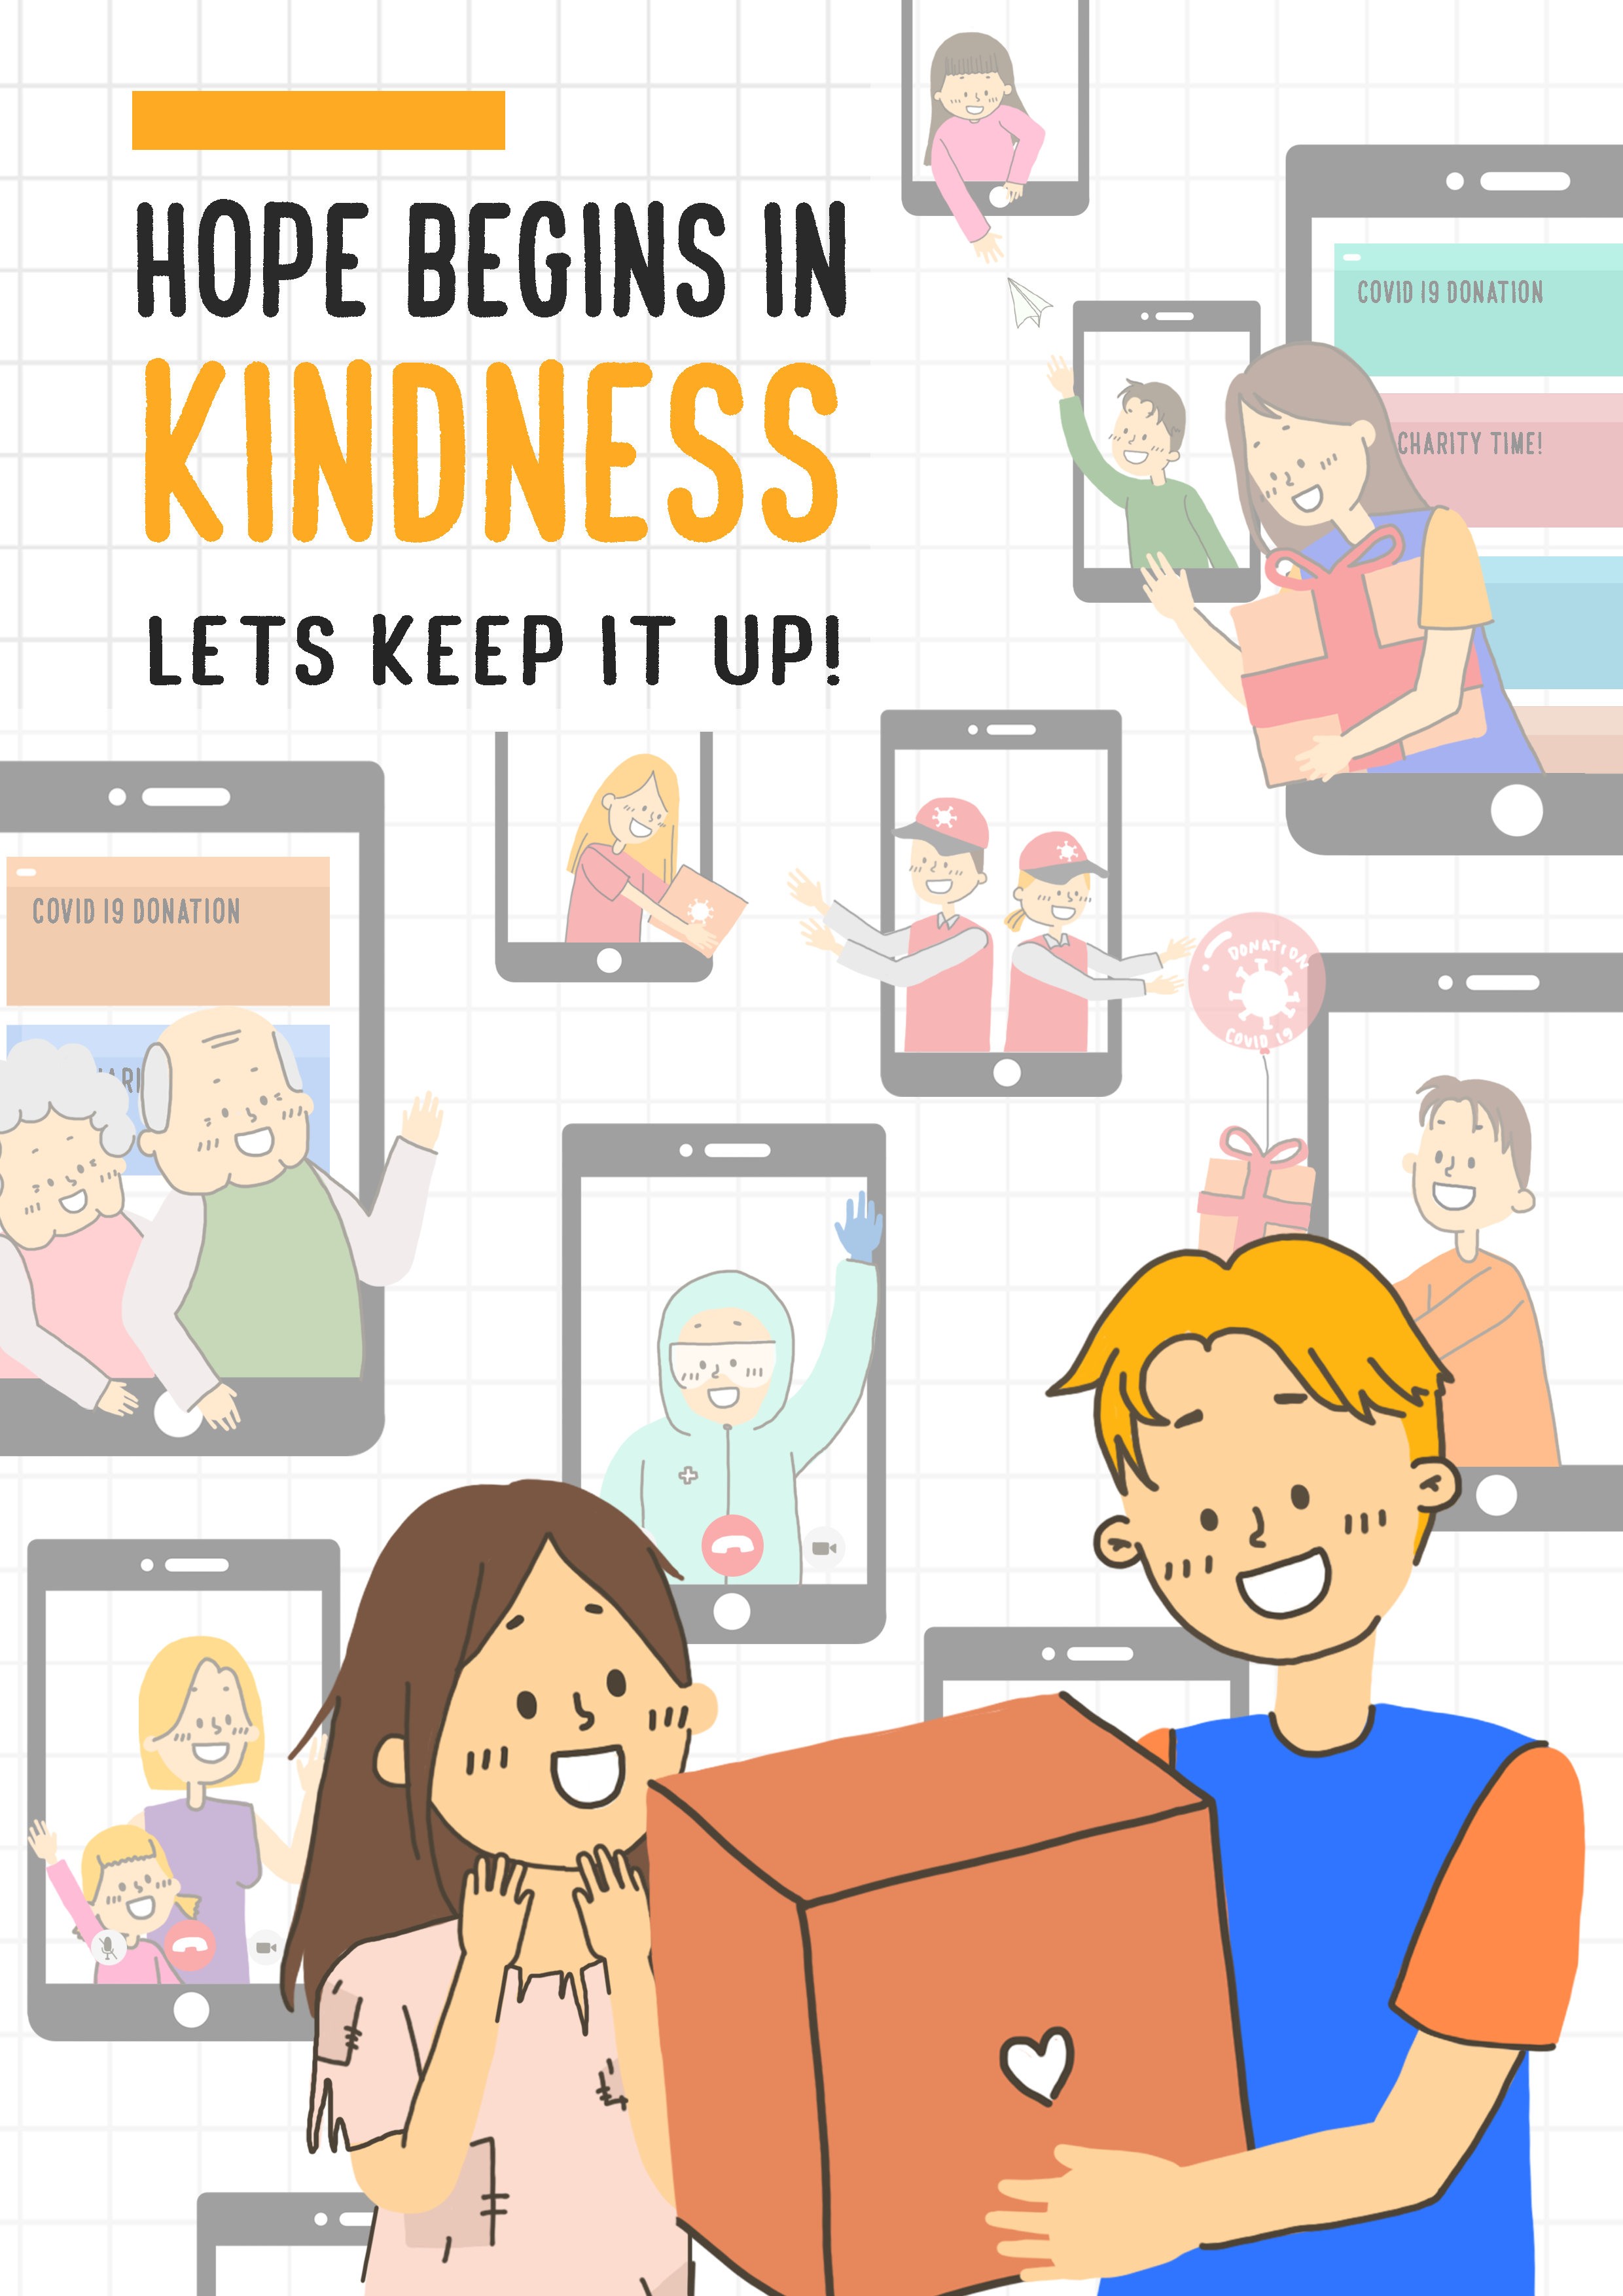 HOPE BEGINS IN
KINDNESS
LETS KEEP IT UP!
COVID 19 DONATION
CHARITY TIME!
COVID 19 DONATION
DONATION
COVID 19